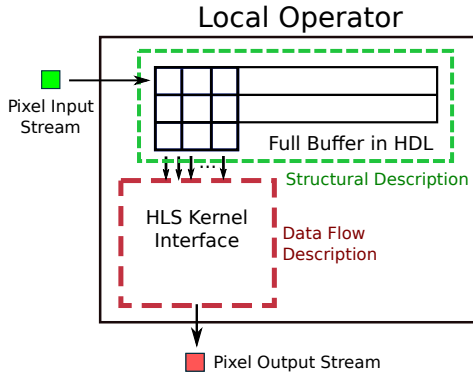 Local Operator
Pixel Input
Stream
Full Buffer in HDL
...
Structural Description
HLS Kernel
Interface
Data Flow
Description
Pixel Output Stream